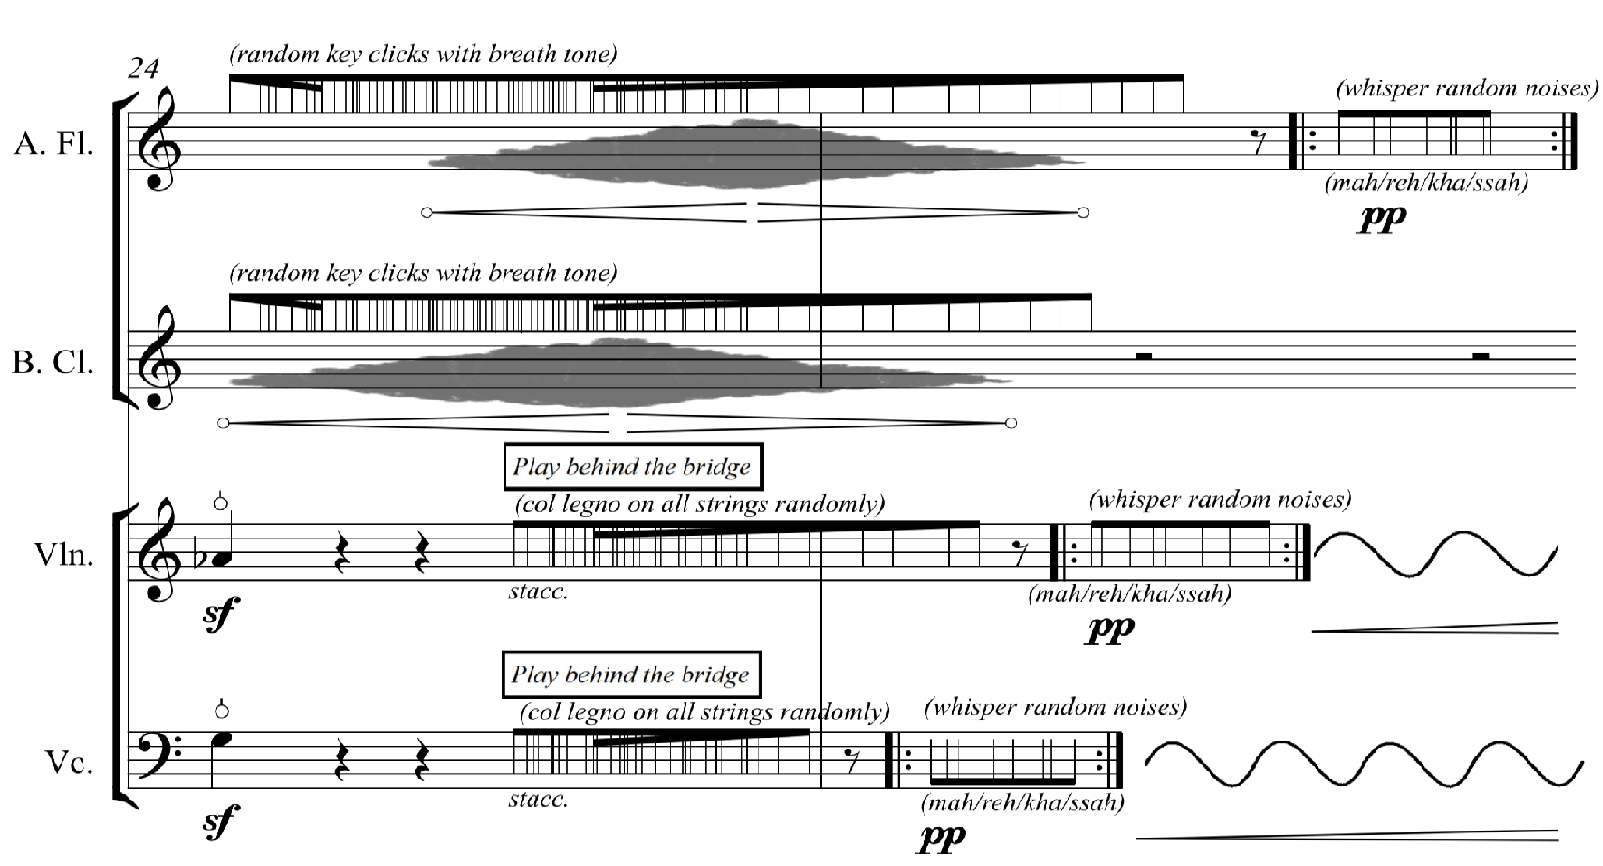 (random key clicks with breath tone)
24
(whisper random noises)
A. Fl.
(mah/reh/kha/ssah)
pp
(random key clicks with breath tone)
B. Cl.
Play behind the bridge
(col legno on all strings randomly)
(whisper random noises)
Vln.
stacc.
(mah/reh/kha/ssah)
sf
pp
Play behind the bridge
(col legno on all strings randomly)
(whisper random noises)
Vc.
stacc.
(mah/reh/kha/ssah)
sf
pp